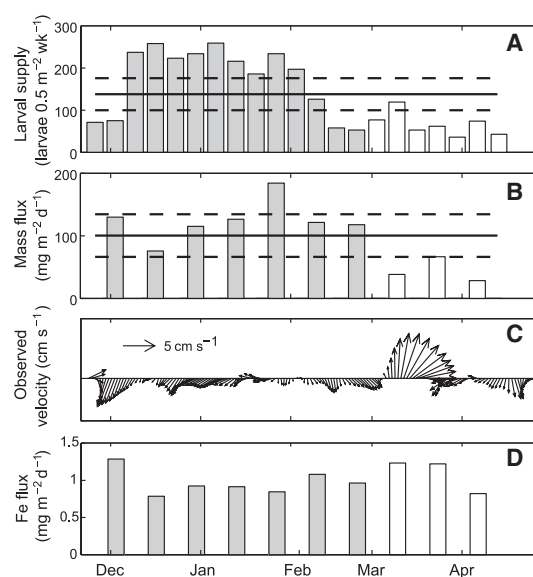 A
Larval supply
(larvae 0.5 m⁻² wk⁻¹)
300
200
100
0
B
Mass flux
(mg m⁻² d⁻¹)
200
100
0
C
Observed
velocity (cm s⁻¹)
5 cm s⁻¹
D
Fe flux
(mg m⁻² d⁻¹)
1.5
1
0.5
0
Dec Jan Feb Mar Apr